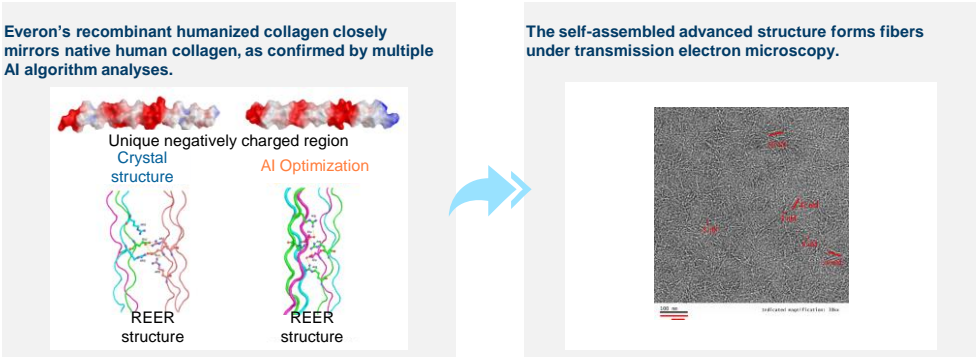 Everon's recombinant humanized collagen closely
mirrors native human collagen, as confirmed by multiple
AI algorithm analyses.
Unique negatively charged region
Crystal
structure
AI Optimization
REER
structure
REER
structure
The self-assembled advanced structure forms fibers
under transmission electron microscopy.
100 nm